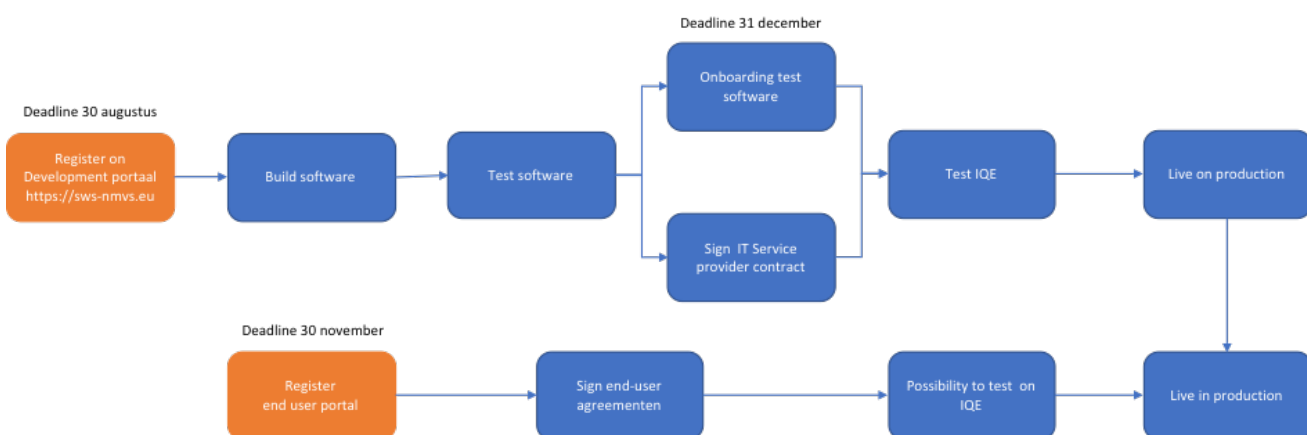 Deadline 31 december
Onboarding test
software
Deadline 30 augustus
Register on
Development portaal
https://sws-nmvs.eu
Build software
Test software
Test IQE
Live on production
Sign IT Service
provider contract
Deadline 30 november
Register
end user portal
Sign end-user
agreementen
Possibility to test on
IQE
Live in production